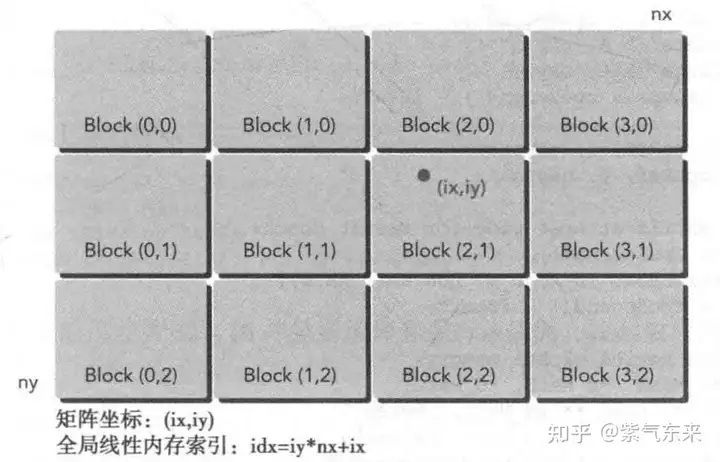 nx
Block (0,0) Block (1,0) Block (2,0) Block (3,0)
(ix,iy)
Block (0,1) Block (1,1) Block (2,1) Block (3,1)
Block (0,2) Block (1,2) Block (2,2) Block (3,2)
ny
矩阵坐标：(ix,iy)
全局线性内存索引：idx=iy*nx+ix
知乎 @紫气东来